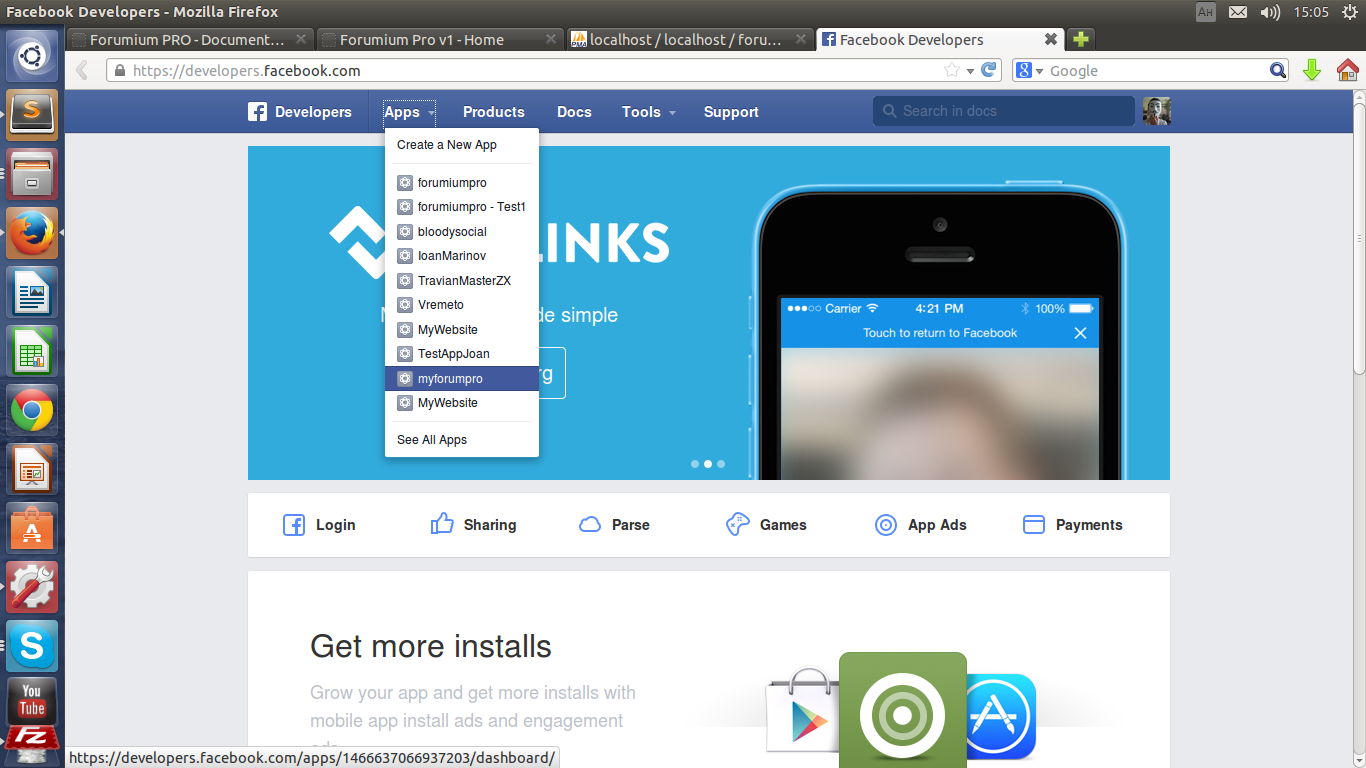 Facebook Developers - Mozilla Firefox
Ан
15:05
Forumium PRO - Document...
Forumium Pro v1 - Home
localhost / localhost / foru...
Facebook Developers
https://developers.facebook.com
Google
Developers
Apps
Products
Docs
Tools
Support
Search in docs
Create a New App
forumiumpro
forumiumpro - Test1
bloodysocial
IoanMarinov
TravianMasterZX
Vremeto
MyWebsite
TestAppJoan
myforumpro
MyWebsite
See All Apps
INKS
de simple
rg
Carrier
4:21 PM
100%
Touch to return to Facebook
Login
Sharing
Parse
Games
App Ads
Payments
Get more installs
Grow your app and get more installs with
mobile app install ads and engagement
https://developers.facebook.com/apps/1466637066937203/dashboard/
You
Tube
Fz